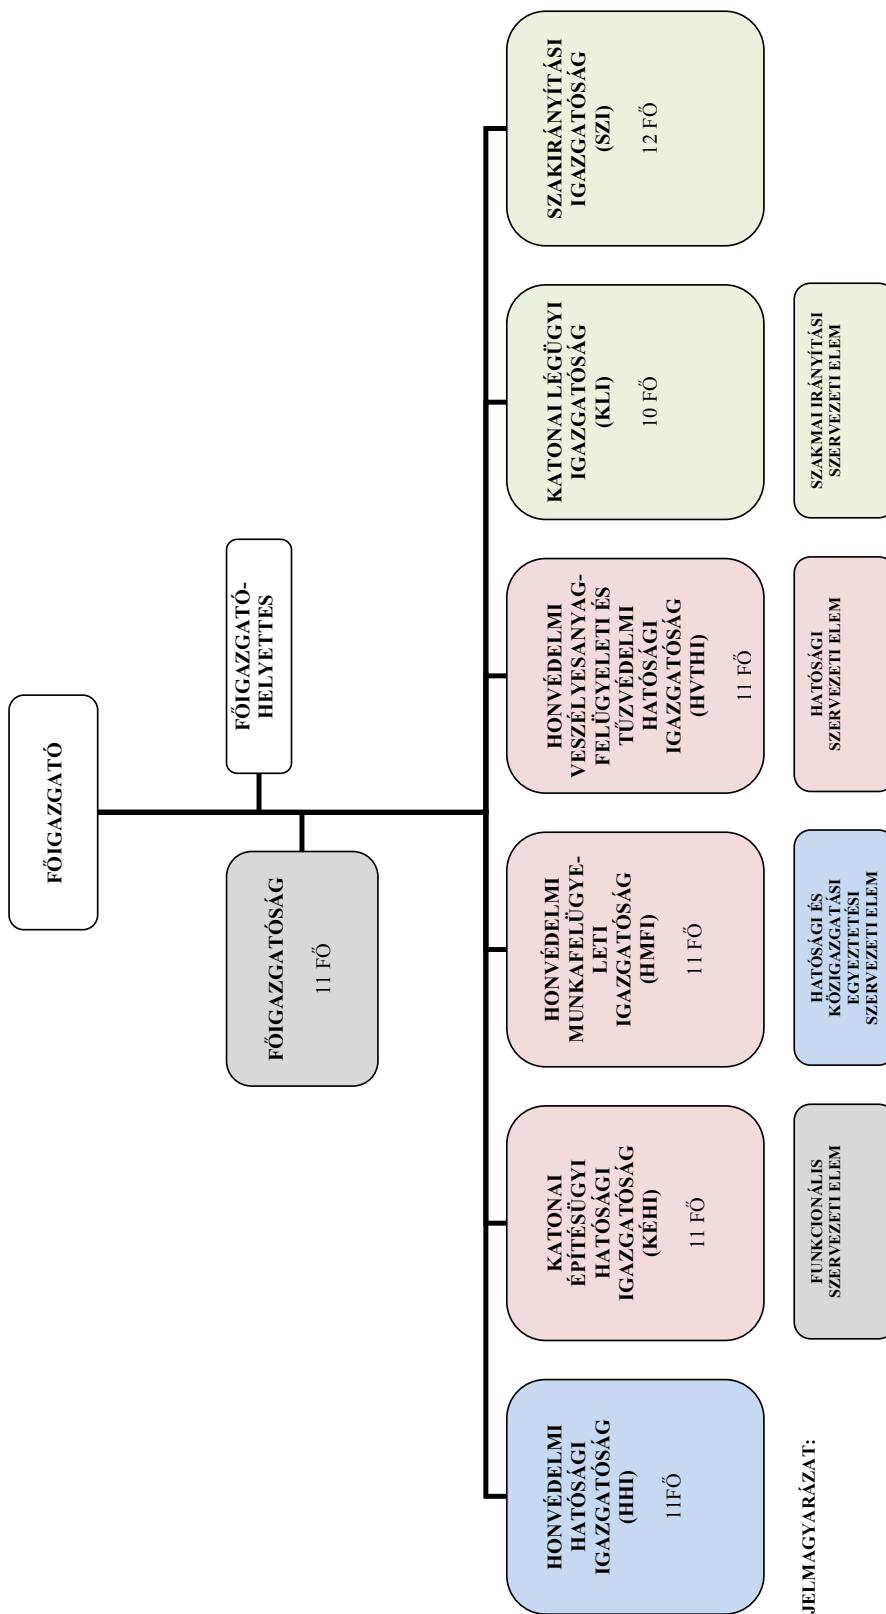 FŐIGAZGATÓ
FŐIGAZGATÓ-
HELYETTES
FŐIGAZGATÓSÁG
11 FŐ
HONVÉDELMI
HATÓSÁGI
IGAZGATÓSÁG
(HHI)
11FŐ
KATONAI
ÉPÍTÉSÜGYI
HATÓSÁGI
IGAZGATÓSÁG
(KÉHI)
11 FŐ
HONVÉDELMI
MUNKAFELÜGYE-
LETI
IGAZGATÓSÁG
(HMFI)
11 FŐ
HONVÉDELMI
VESZÉLYESANYAG-
FELÜGYELETI ÉS
TŰZVÉDELMI
HATÓSÁGI
IGAZGATÓSÁG
(HVTHI)
11 FŐ
KATONAI LÉGÜGYI
IGAZGATÓSÁG
(KLI)
10 FŐ
SZAKIRÁNYÍTÁSI
IGAZGATÓSÁG
(SZI)
12 FŐ
JELMAGYARÁZAT:
FUNKCIONÁLIS
SZERVEZETI ELEM
HATÓSÁGI ÉS
KÖZIGAZGATÁSI
EGYEZTETÉSI
SZERVEZETI ELEM
HATÓSÁGI
SZERVEZETI ELEM
SZAKMAI IRÁNYÍTÁSI
SZERVEZETI ELEM